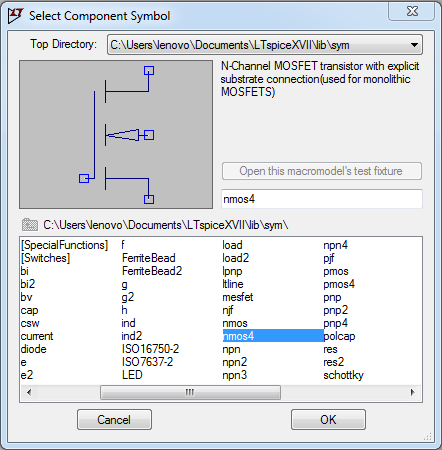 Select Component Symbol
Top Directory: C:\Users\lenovo\Documents\LTspiceXVII\lib\sym
N-Channel MOSFET transistor with explicit
substrate connection(used for monolithic
MOSFETS)
Open this macromodel's test fixture
nmos4
C:\Users\lenovo\Documents\LTspiceXVII\lib\sym\
[SpecialFunctions] f load npn4
[Switches] FerriteBead load2 pjf
bi FerriteBead2 lpnp pmos
bi2 g ltline pmos4
bv g2 mesfet pnp
cap h njf pnp2
csw ind nmos pnp4
current ind2 nmos4 polcap
diode ISO16750-2 npn res
e ISO7637-2 npn2 res2
e2 LED npn3 schottky
Cancel OK